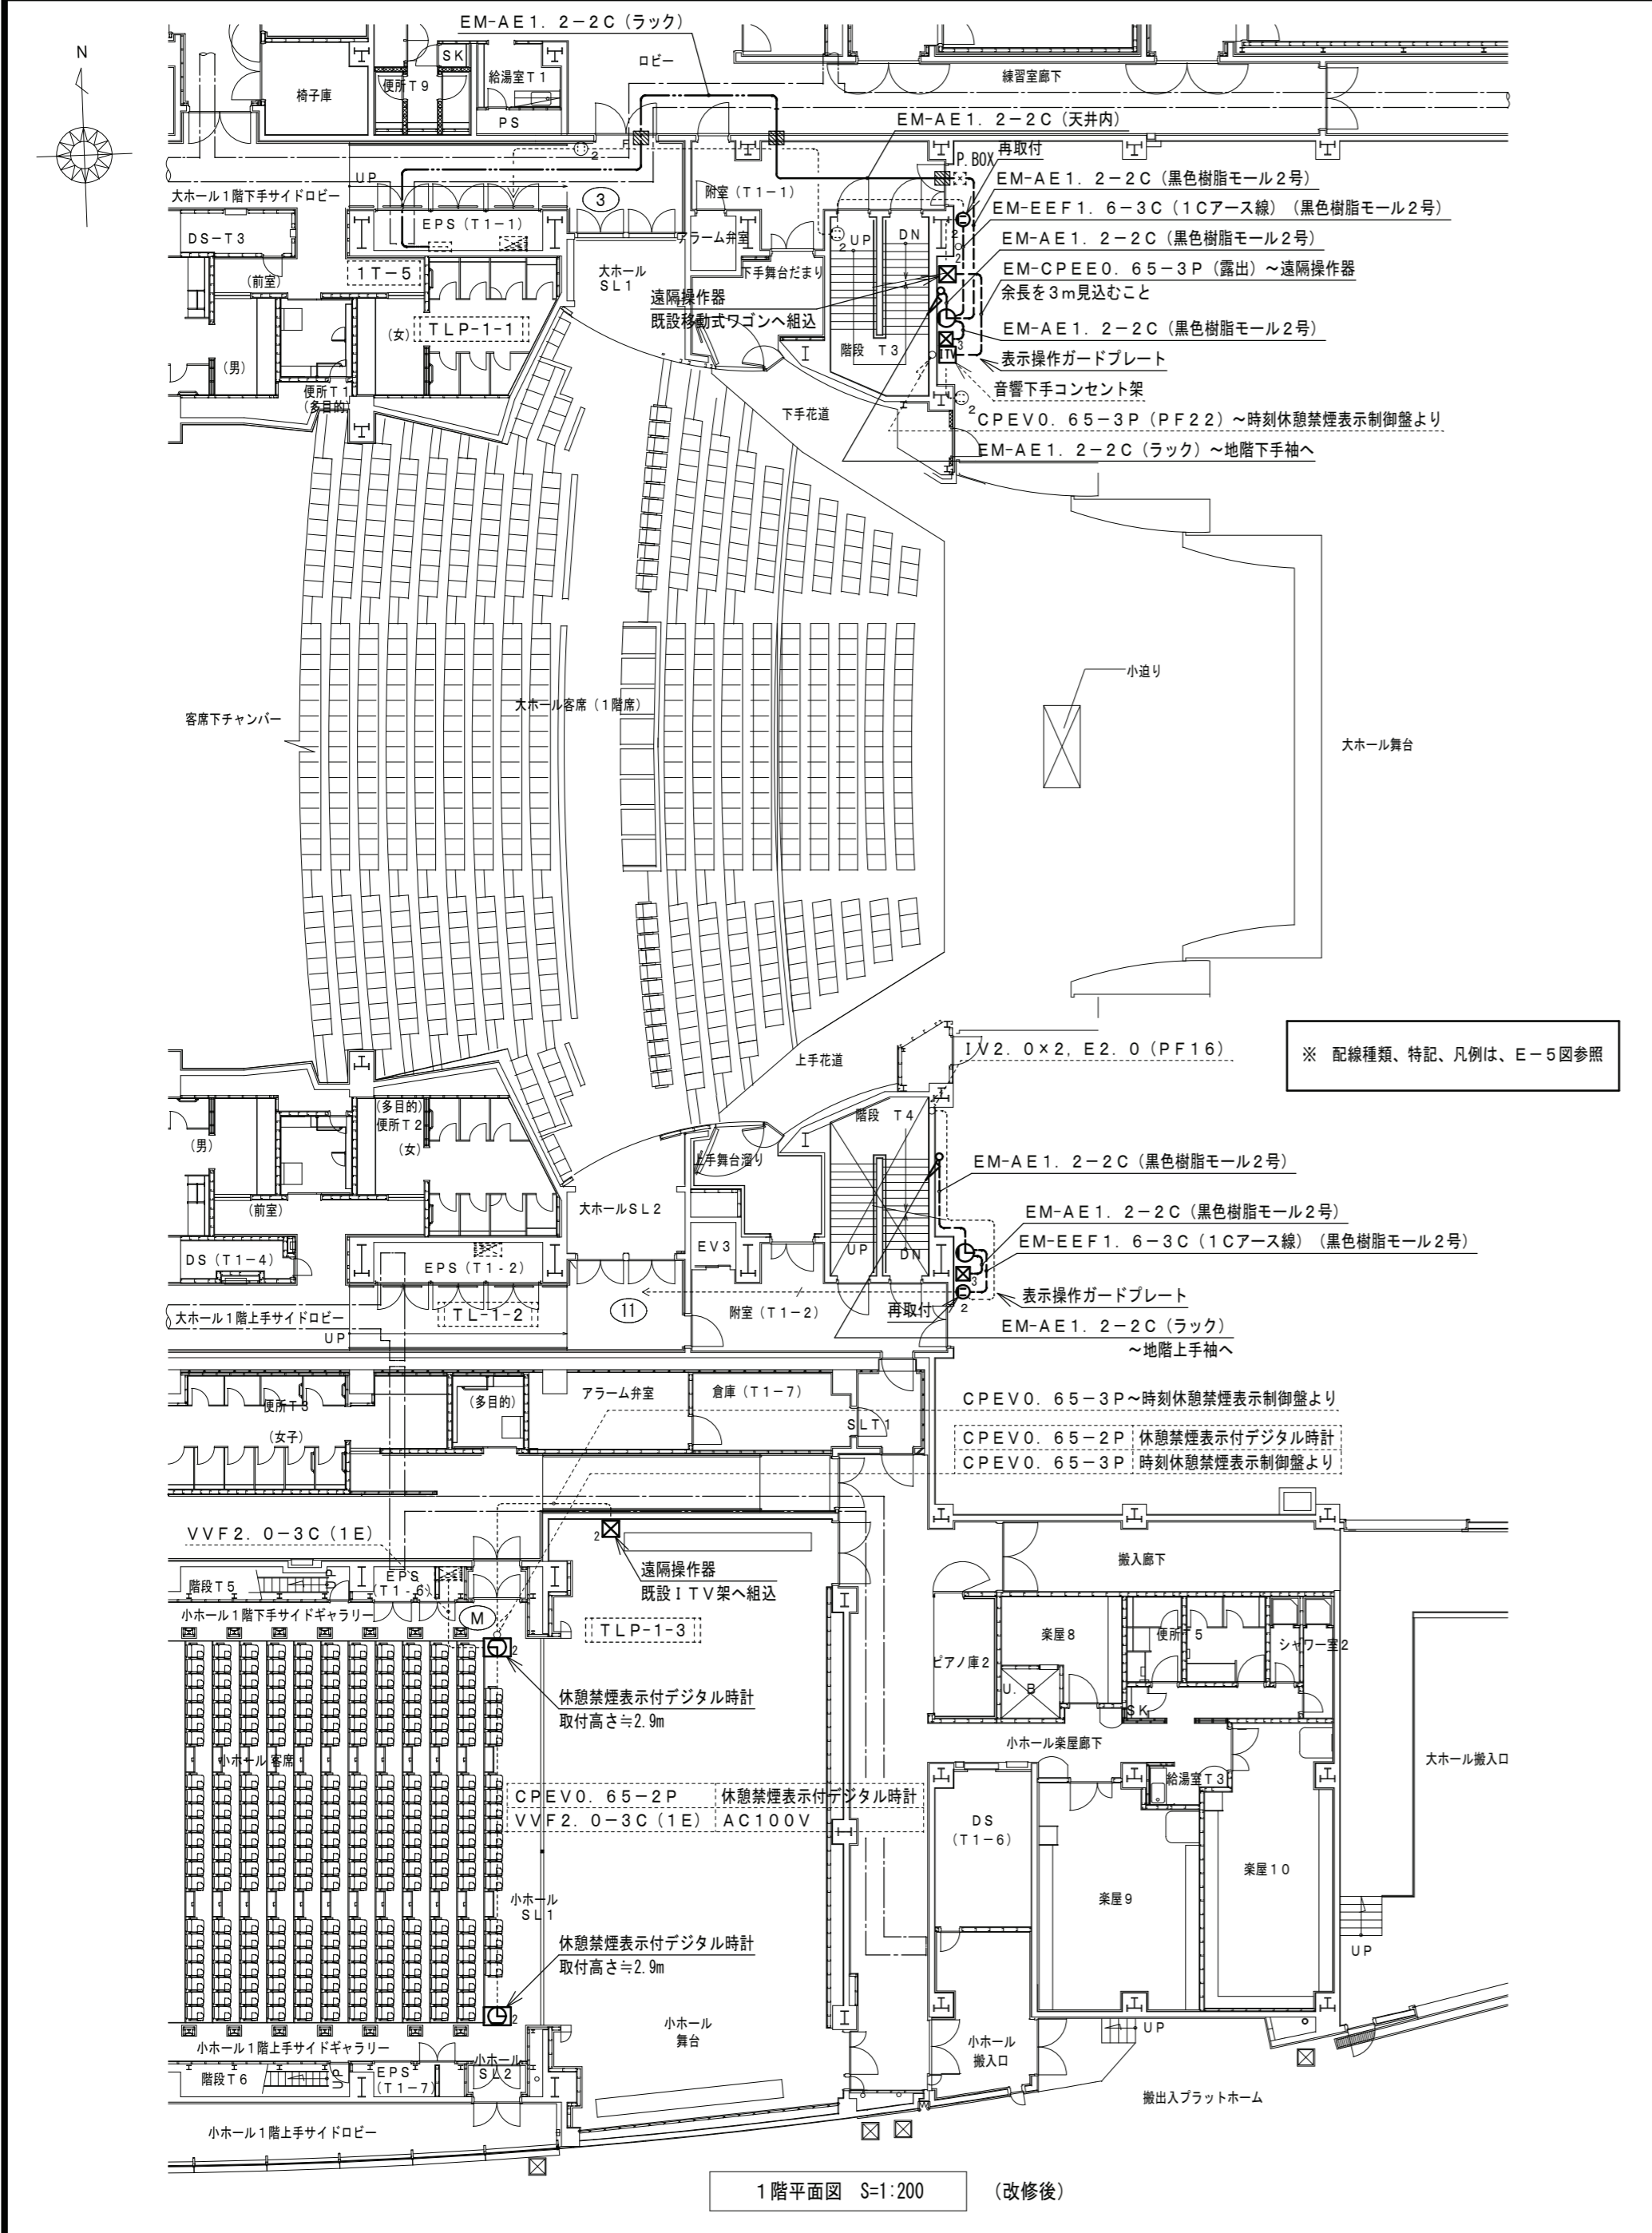 EM-AE1.2-2C(ラック)
N
SK
ロビー
給湯室T1
便所T9
椅子庫
練習室廊下
PS
EM-AE1.2-2C(天井内)
F
2
再取付
P.BOX
UP
附室(T1-1)
EM-AE1.2-2C(黒色樹脂モール2号)
大ホール1階下手サイドロビー
3
EM-EEF1.6-3C(1Cアース線)(黒色樹脂モール2号)
EPS(T1-1)
DS-T3
アラーム弁室
2
UP
DN
2
2
EM-AE1.2-2C(黒色樹脂モール2号)
1T-5
(前室)
大ホール
SL1
下手舞台だまり
EM-CPEE0.65-3P(露出)~遠隔操作器
余長を3m見込むこと
遠隔操作器
既設移動式ワゴンへ組込
TLP-1-1
(女)
EM-AE1.2-2C(黒色樹脂モール2号)
3
階段 T3
ITV
表示操作ガードプレート
(男)
便所T1
(多目的)
音響下手コンセント架
2
下手花道
CPEV0.65-3P(PF22)~時刻休憩禁煙表示制御盤より
EM-AE1.2-2C(ラック)~地階下手袖へ
小迫り
大ホール客席(1階席)
客席下チャンバー
大ホール舞台
IV2.0×2,E2.0(PF16)
※ 配線種類、特記、凡例は、E-5図参照
上手花道
(多目的)
便所T2
階段 T4
(男)
(女)
上手舞台溜り
EM-AE1.2-2C(黒色樹脂モール2号)
(前室)
大ホールSL2
EM-AE1.2-2C(黒色樹脂モール2号)
EV3
EM-EEF1.6-3C(1Cアース線)(黒色樹脂モール2号)
DS(T1-4)
EPS(T1-2)
UP
DN
3
表示操作ガードプレート
TL-1-2
11
附室(T1-2)
再取付
2
大ホール1階上手サイドロビー
UP
EM-AE1.2-2C(ラック)
~地階上手袖へ
アラーム弁室
倉庫(T1-7)
(多目的)
便所T3
CPEV0.65-3P~時刻休憩禁煙表示制御盤より
SLT1
(女子)
CPEV0.65-2P 休憩禁煙表示付デジタル時計
CPEV0.65-3P 時刻休憩禁煙表示制御盤より
VVF2.0-3C(1E)
2
遠隔操作器
既設ITV架へ組込
搬入廊下
EPS
(T1-6)
UP
階段T5
小ホール1階下手サイドギャラリー
M
TLP-1-3
楽屋8
便所T5
シャワー室2
2
ピアノ庫2
U.B
SK
休憩禁煙表示付デジタル時計
取付高さ≒2.9m
小ホール楽屋廊下
小ホール客席
大ホール搬入口
給湯室T3
CPEV0.65-2P 休憩禁煙表示付デジタル時計
VVF2.0-3C(1E) AC100V
DS
(T1-6)
楽屋10
楽屋9
小ホール
SL1
休憩禁煙表示付デジタル時計
取付高さ≒2.9m
UP
2
小ホール
舞台
UP
小ホール
搬入口
小ホール1階上手サイドギャラリー
小ホール
SL2
階段T6
UP
EPS
(T1-7)
搬出入プラットホーム
小ホール1階上手サイドロビー
1階平面図 S=1:200
(改修後)